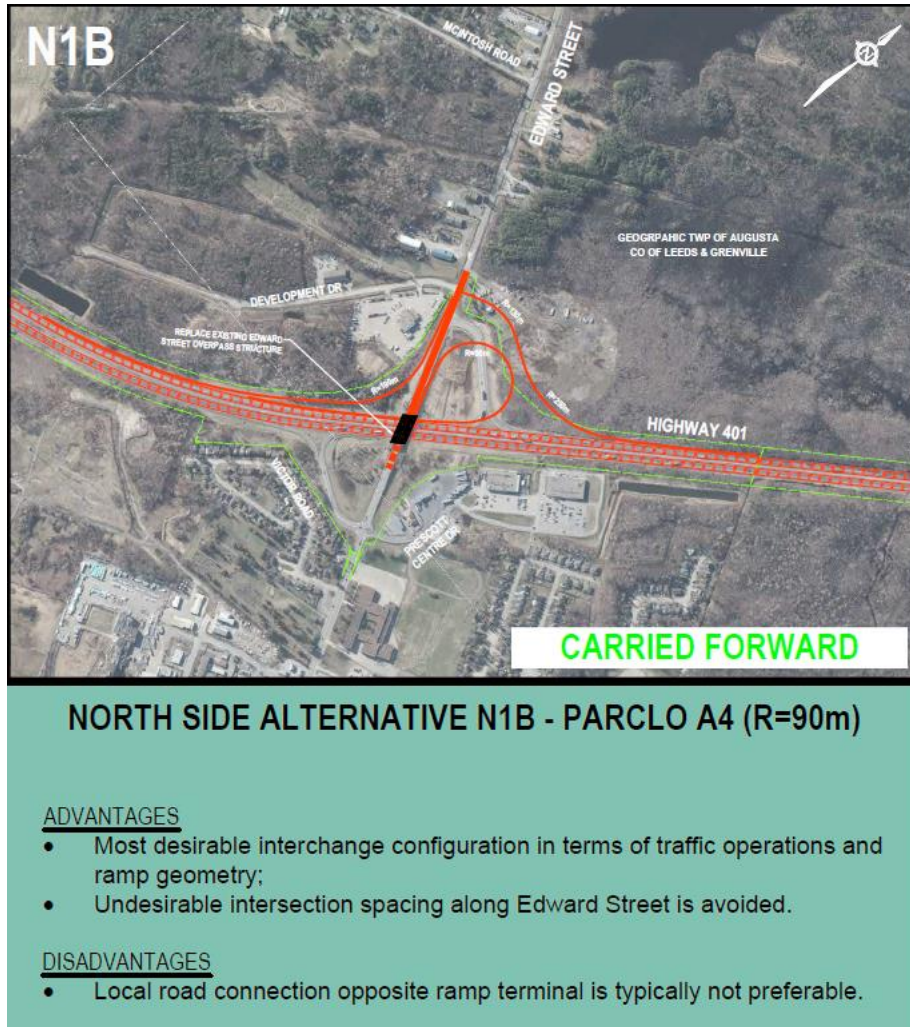 N1B
MCINTOSH ROAD
EDWARD STREET
GEOGRPAHIC TWP OF AUGUSTA
CO OF LEEDS & GRENVILLE
DEVELOPMENT DR
REPLACE EXISTING EDWARD
STREET OVERPASS STRUCTURE
HIGHWAY 401
VICTOR ROAD
PRESCOTT
CENTRE DR
CARRIED FORWARD
NORTH SIDE ALTERNATIVE N1B - PARCLO A4 (R=90m)
ADVANTAGES
• Most desirable interchange configuration in terms of traffic operations and
ramp geometry;
• Undesirable intersection spacing along Edward Street is avoided.
DISADVANTAGES
• Local road connection opposite ramp terminal is typically not preferable.